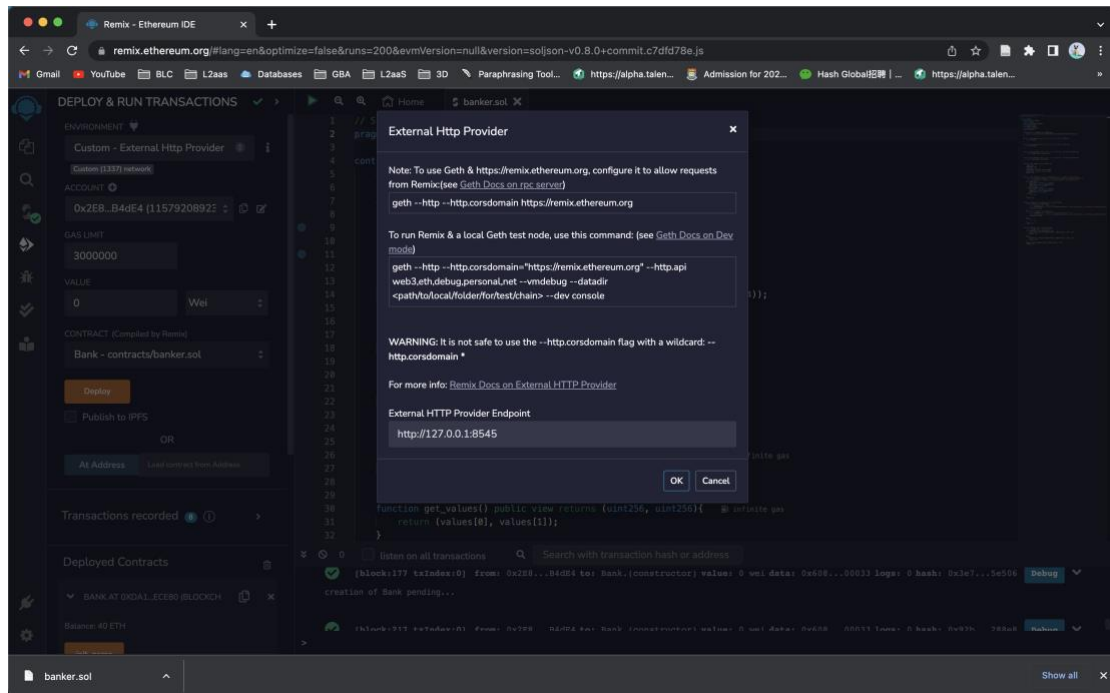 Remix - Ethereum IDE
remix.ethereum.org/#lang=en&optimize=false&runs=200&evmVersion=null&version=soljson-v0.8.0+commit.c7dfd78e.js
Gmail YouTube BLC L2aas Databases GBA L2aaS 3D Paraphrasing Tool... https://alpha.talen... Admission for 202... Hash Global招聘 | ... https://alpha.talen... »
DEPLOY & RUN TRANSACTIONS
Home banker.sol
ENVIRONMENT
Custom - External Http Provider
Custom (1337) network
ACCOUNT
0x2E8...B4dE4 (11579208923
GAS LIMIT
3000000
VALUE
0 Wei
CONTRACT (Compiled by Remix)
Bank - contracts/banker.sol
Deploy
Publish to IPFS
OR
At Address Load contract from Address
Transactions recorded
Deployed Contracts
BANK AT 0XDA1...ECE80 (BLOCKCH
Balance: 40 ETH
External Http Provider
Note: To use Geth & https://remix.ethereum.org, configure it to allow requests
from Remix:(see Geth Docs on rpc server)
geth --http --http.corsdomain https://remix.ethereum.org
To run Remix & a local Geth test node, use this command: (see Geth Docs on Dev
mode)
geth --http --http.corsdomain="https://remix.ethereum.org" --http.api
web3,eth,debug,personal,net --vmdebug --datadir
<path/to/local/folder/for/test/chain> --dev console
WARNING: It is not safe to use the --http.corsdomain flag with a wildcard: --
http.corsdomain *
For more info: Remix Docs on External HTTP Provider
External HTTP Provider Endpoint
http://127.0.0.1:8545
OK Cancel
30 function get_values() public view returns (uint256, uint256){ infinite gas
31 return (values[0], values[1]);
32 }
0 listen on all transactions Search with transaction hash or address
[block:177 txIndex:0] from: 0x2E8...B4dE4 to: Bank.(constructor) value: 0 wei data: 0x608...00033 logs: 0 hash: 0x3e7...5e506 Debug
creation of Bank pending...
banker.sol
Show all